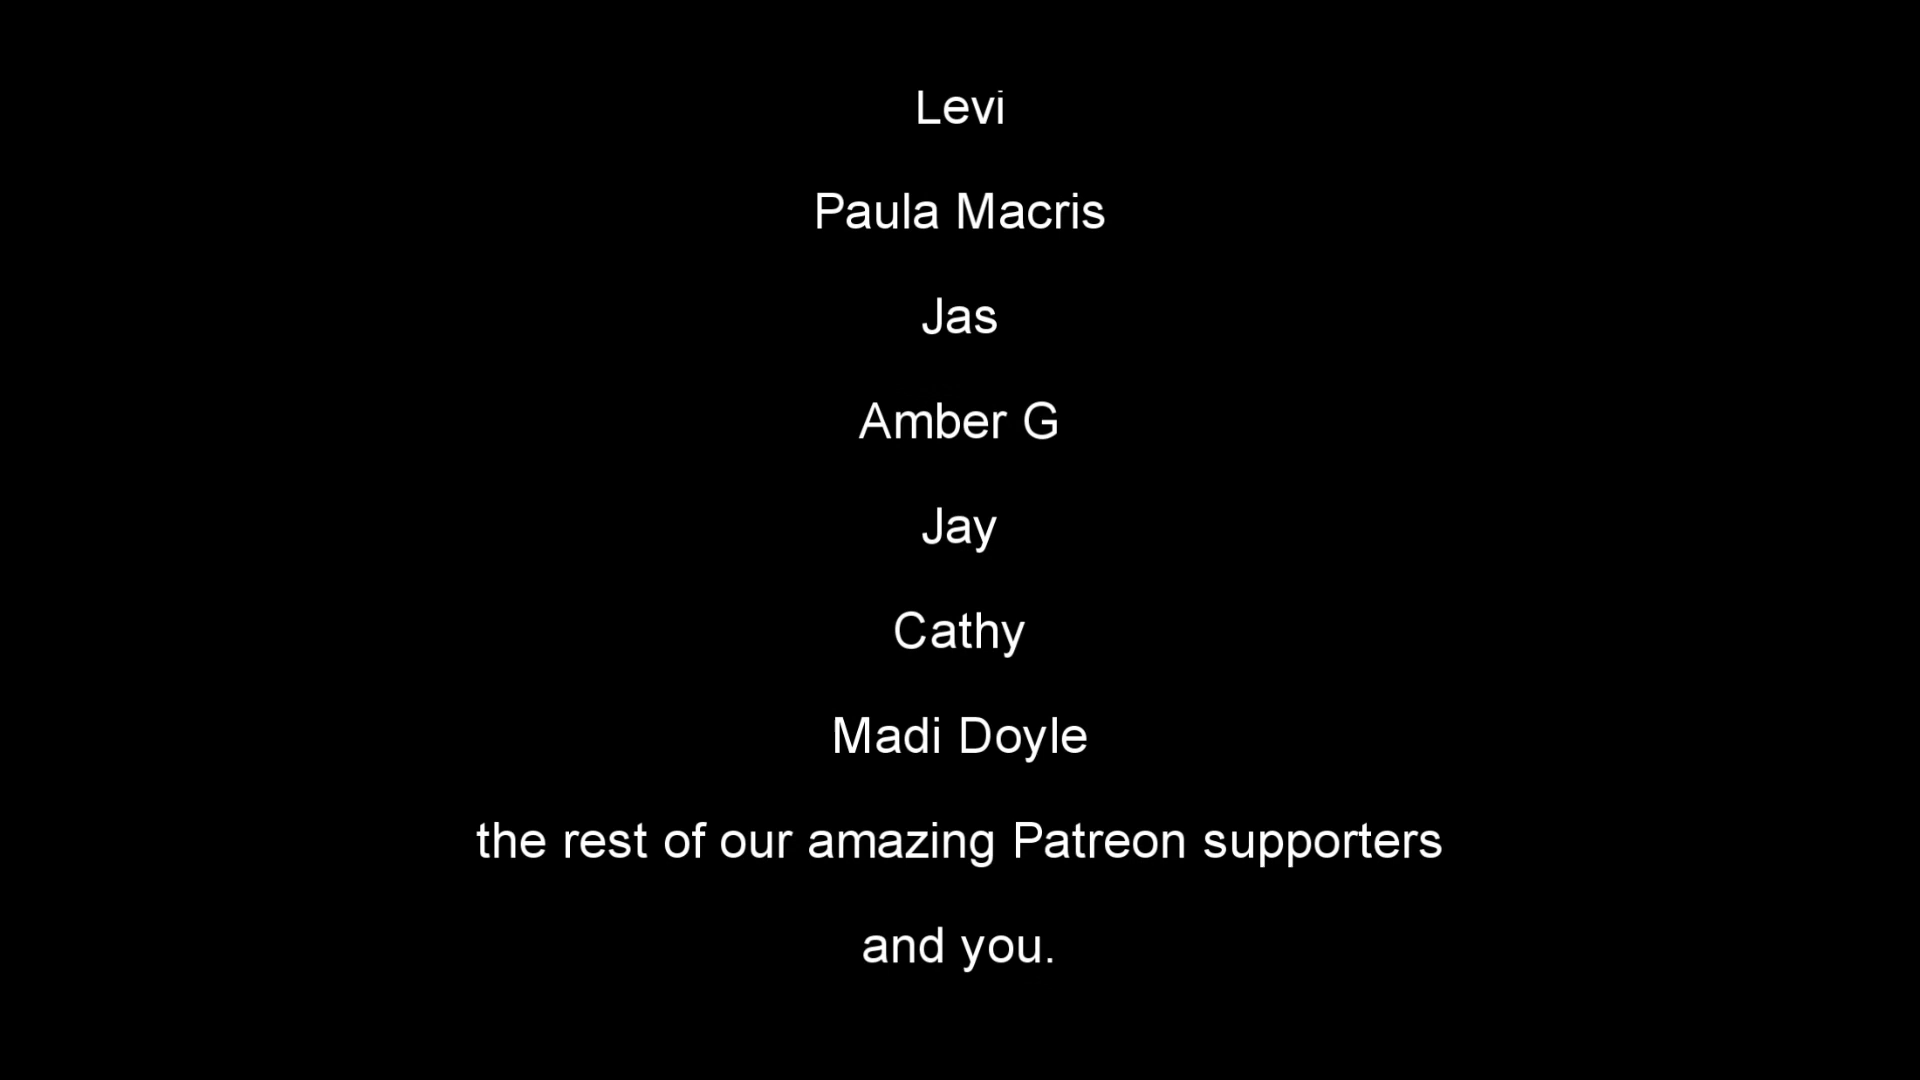 Levi
Paula Macris
Jas
Amber G
Jay
Cathy
Madi Doyle
the rest of our amazing Patreon supporters
and you.